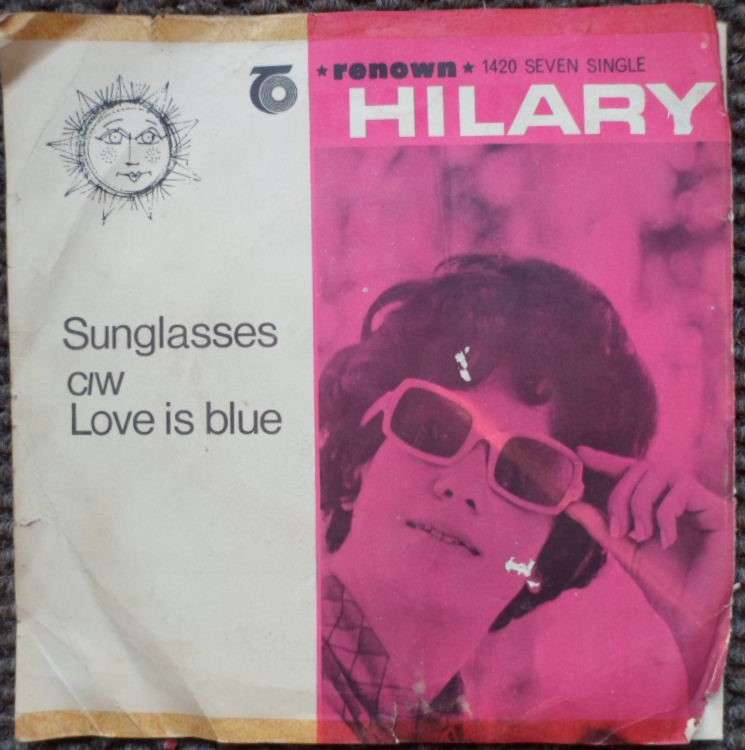 ★ renown ★ 1420 SEVEN SINGLE
HILARY
Sunglasses
C/W
Love is blue